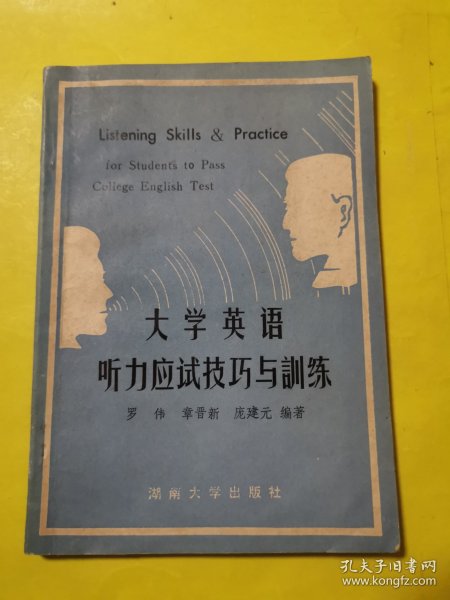 Listening Skills & Practice
for Students to Pass
College English Test
大学英语
听力应试技巧与訓练
罗伟 章晋新 庞建元 编著
湖南大学出版社
孔夫子旧书网
www.kongfz.com